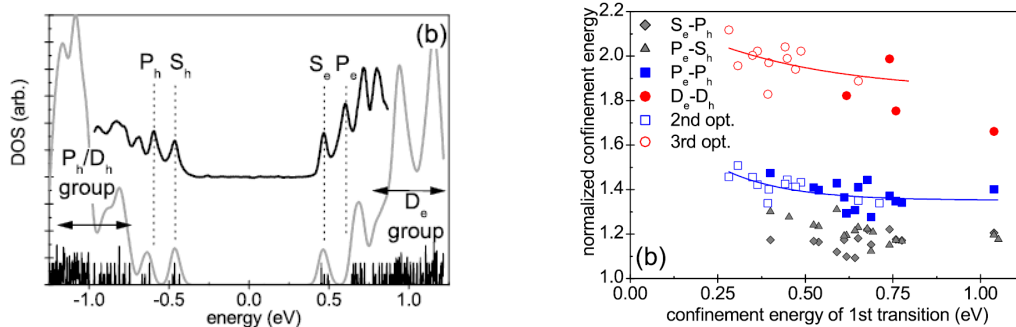 (b)
P_h S_h
S_e P_e
DOS (arb.)
P_h/D_h
group
D_e
group
-1.0 -0.5 0.0 0.5 1.0
energy (eV)
normalized confinement energy
2.2
2.0
1.8
1.6
1.4
1.2
1.0
S_e-P_h
P_e-S_h
P_e-P_h
D_e-D_h
2nd opt.
3rd opt.
(b)
0.00 0.25 0.50 0.75 1.00
confinement energy of 1st transition (eV)